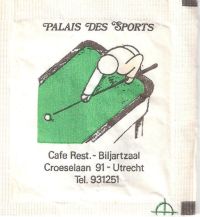 PALAIS DES SPORTS
Cafe Rest. - Biljartzaal
Croeselaan 91 - Utrecht
Tel. 931251